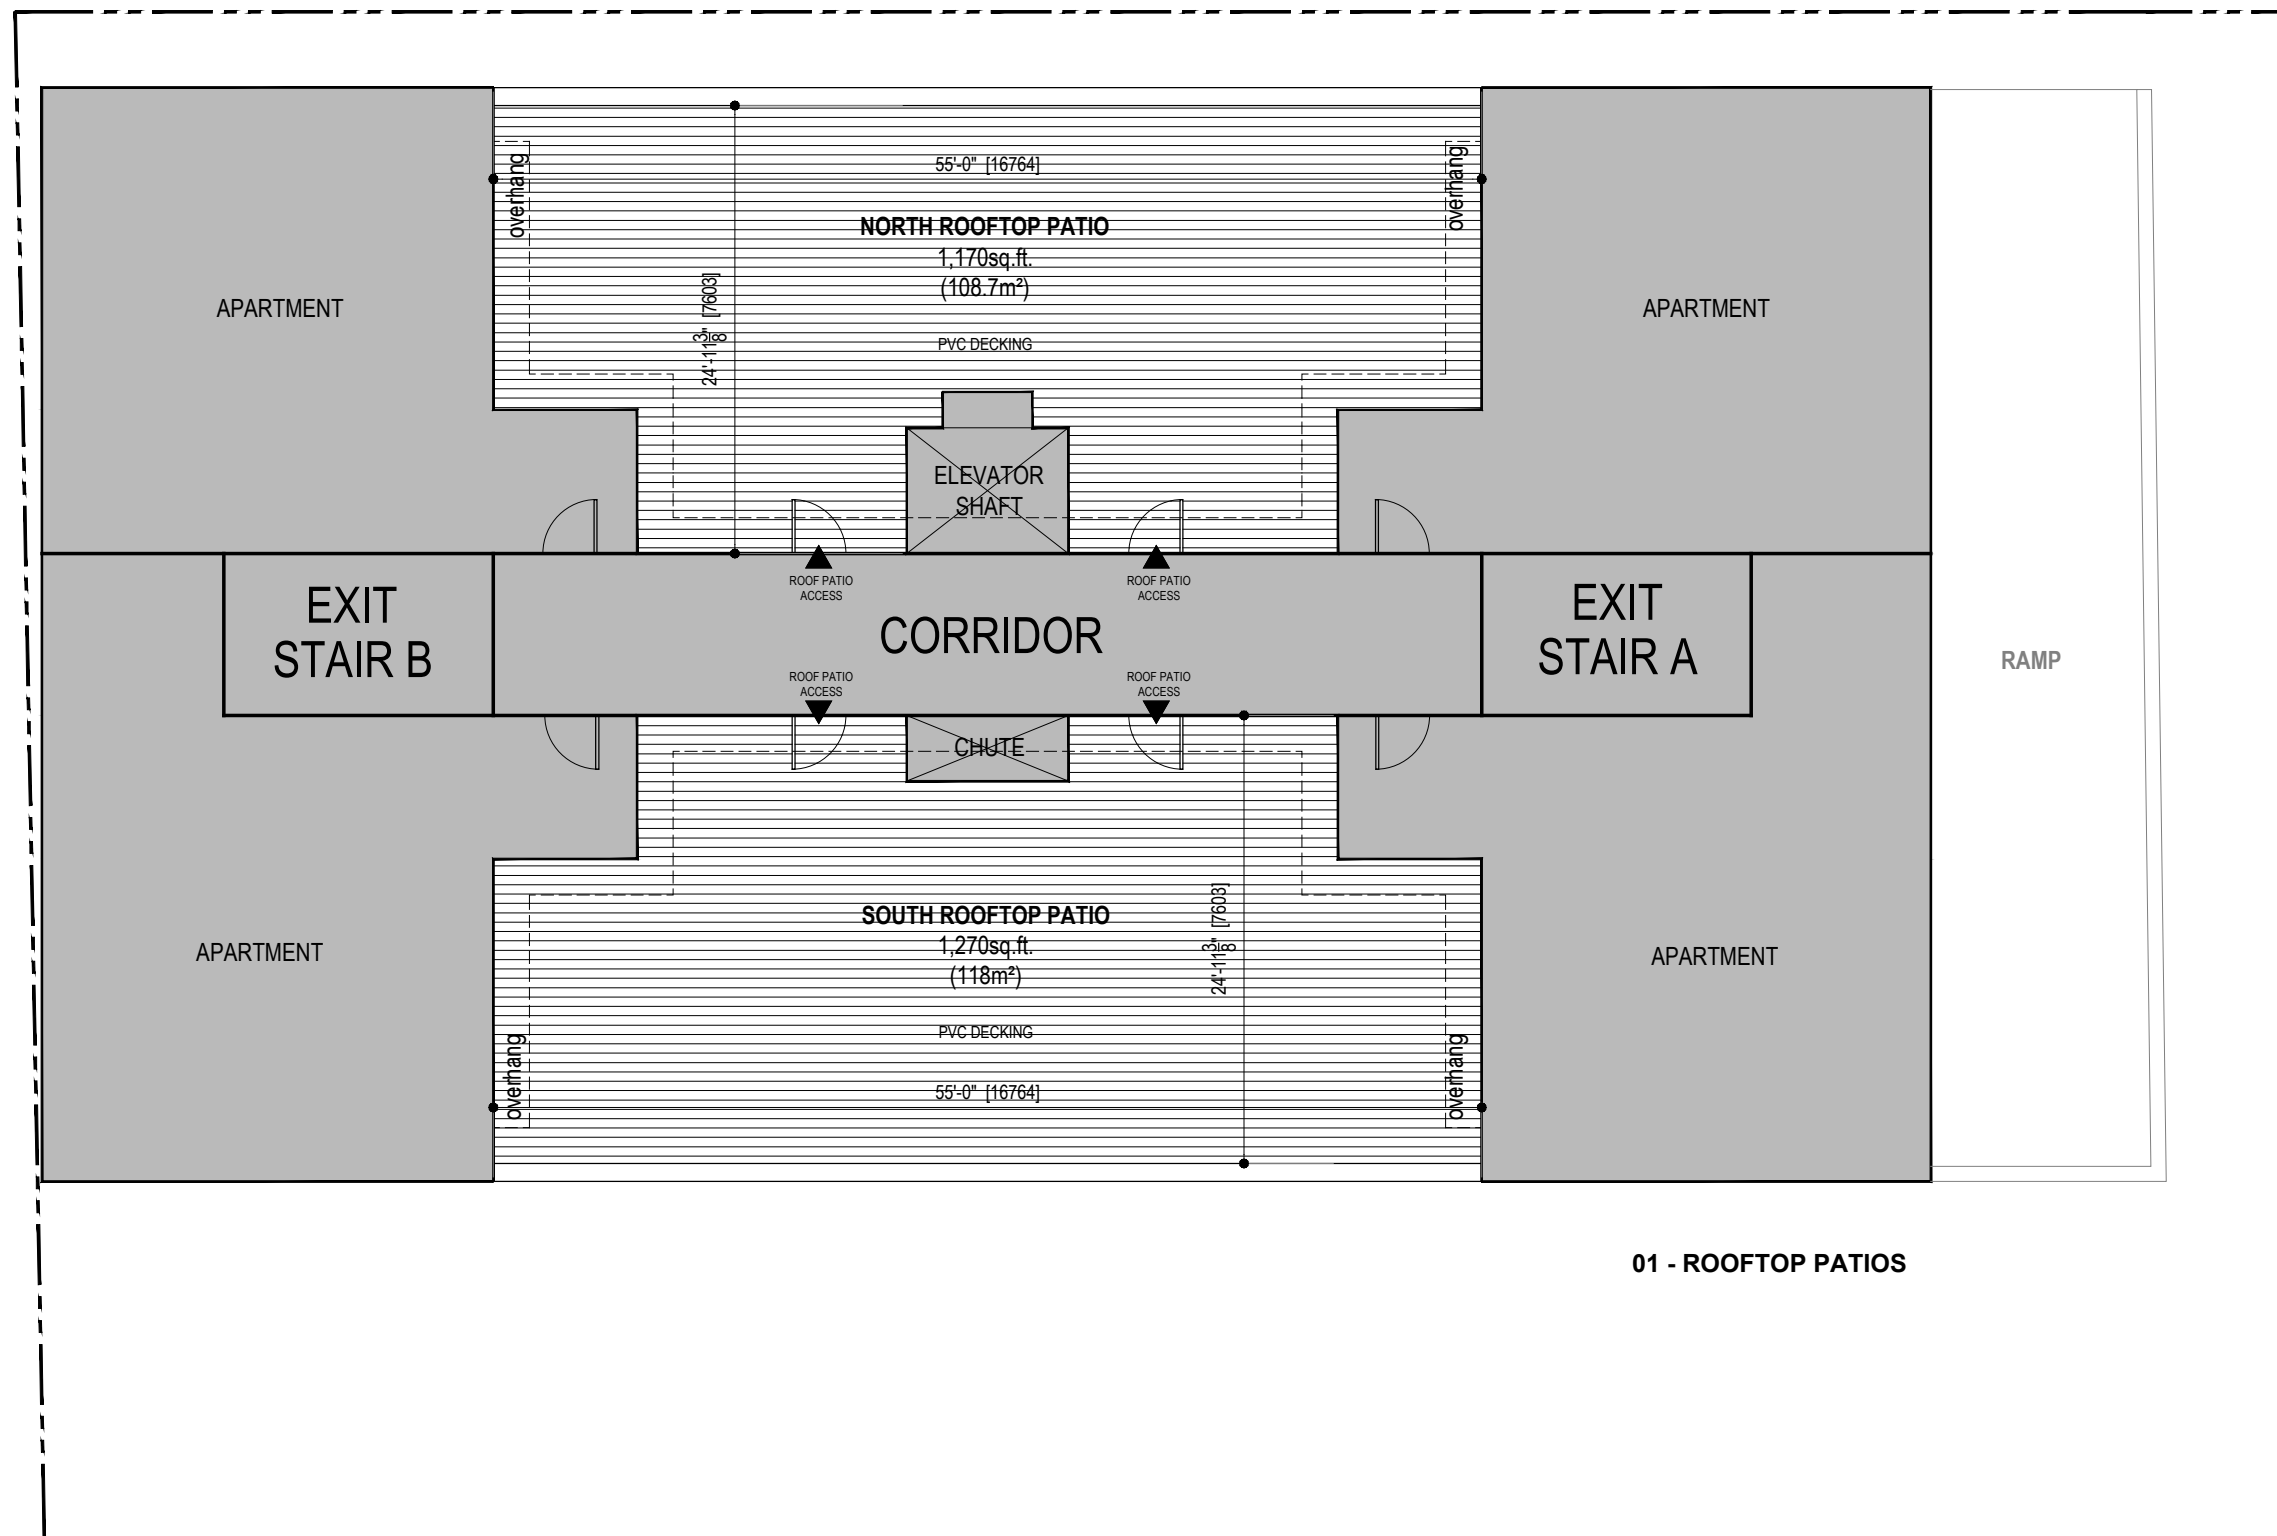 overhang
55'-0" [16764]
overhang
NORTH ROOFTOP PATIO
1,170sq.ft.
(108.7m²)
24'-11 3/8" [7603]
APARTMENT
APARTMENT
PVC DECKING
ELEVATOR
SHAFT
ROOF PATIO
ACCESS
ROOF PATIO
ACCESS
EXIT
STAIR B
CORRIDOR
EXIT
STAIR A
RAMP
ROOF PATIO
ACCESS
ROOF PATIO
ACCESS
CHUTE
SOUTH ROOFTOP PATIO
1,270sq.ft.
(118m²)
24'-11 3/8" [7603]
APARTMENT
APARTMENT
PVC DECKING
overhang
55'-0" [16764]
overhang
01 - ROOFTOP PATIOS